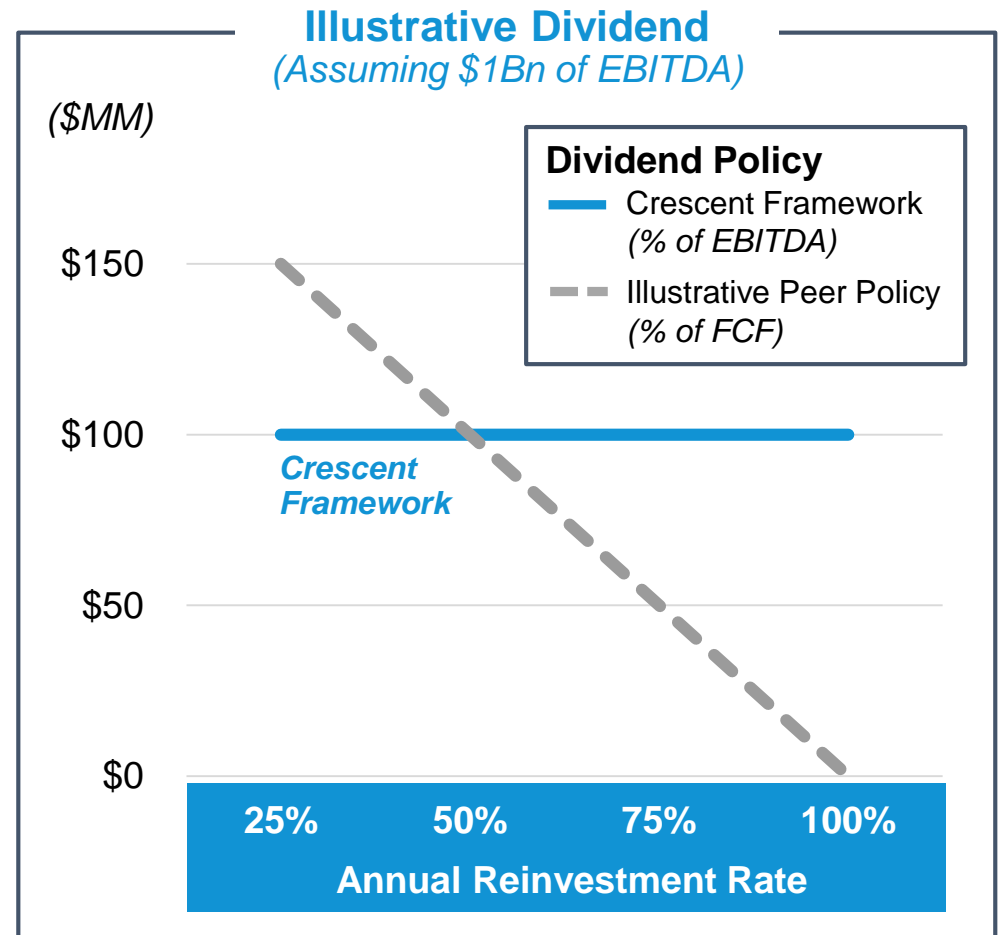 Illustrative Dividend
(Assuming $1Bn of EBITDA)
($MM)
Dividend Policy
Crescent Framework
(% of EBITDA)
Illustrative Peer Policy
(% of FCF)
$150
$100
Crescent
Framework
$50
$0
25% 50% 75% 100%
Annual Reinvestment Rate